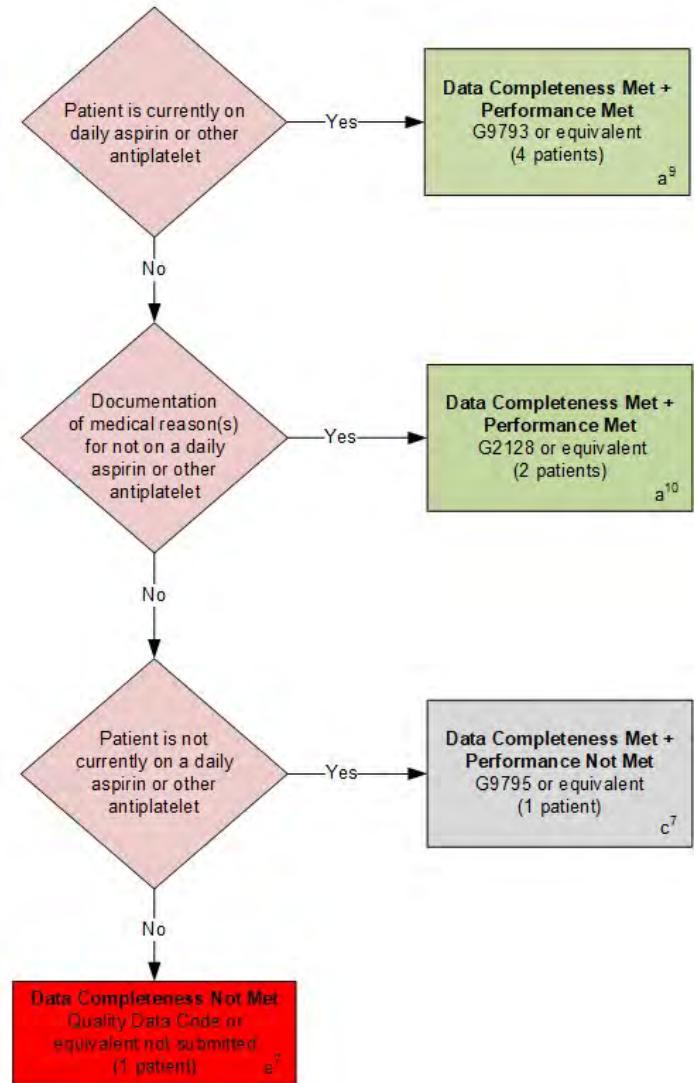 Patient is currently on
daily aspirin or other
antiplatelet
Yes
Data Completeness Met +
Performance Met
G9793 or equivalent
(4 patients)
a⁹
No
Documentation
of medical reason(s)
for not on a daily
aspirin or other
antiplatelet
Yes
Data Completeness Met +
Performance Met
G2128 or equivalent
(2 patients)
a¹⁰
No
Patient is not
currently on a daily
aspirin or other
antiplatelet
Yes
Data Completeness Met +
Performance Not Met
G9795 or equivalent
(1 patient)
c⁷
No
Data Completeness Not Met
Quality Data Code or
equivalent not submitted
(1 patient)